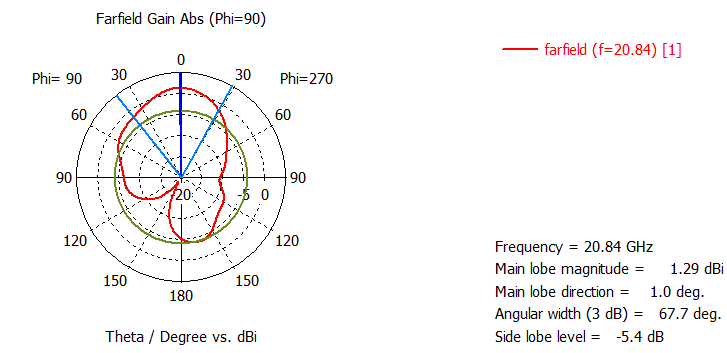 Farfield Gain Abs (Phi=90)
farfield (f=20.84) [1]
0
30
30
Phi= 90
Phi=270
60
60
90
-20
-5
0
90
120
120
150
150
180
Frequency = 20.84 GHz
Main lobe magnitude = 1.29 dBi
Main lobe direction = 1.0 deg.
Angular width (3 dB) = 67.7 deg.
Side lobe level = -5.4 dB
Theta / Degree vs. dBi